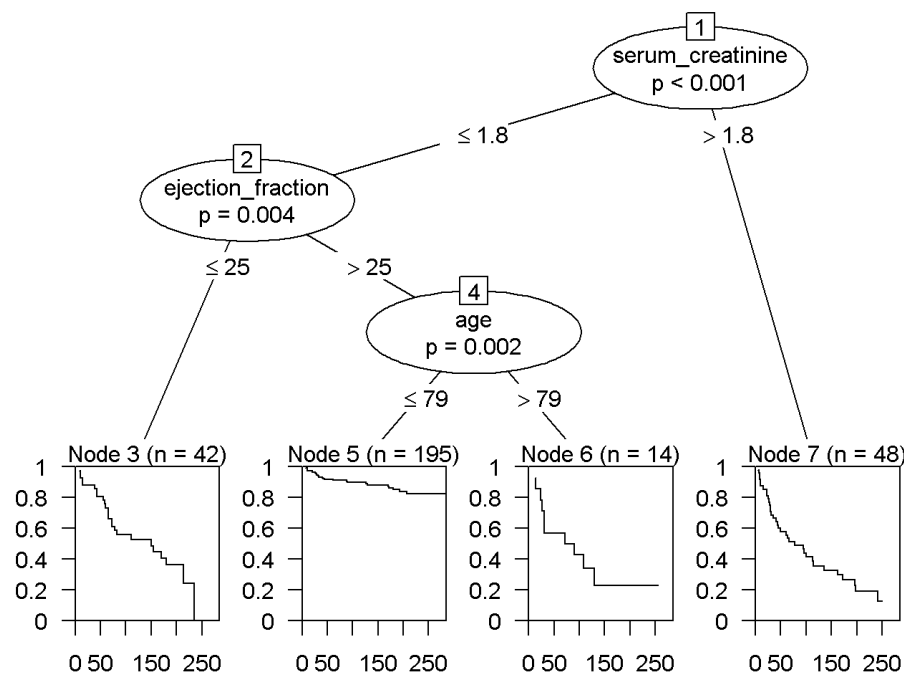 1
serum_creatinine
p < 0.001
≤ 1.8
> 1.8
2
ejection_fraction
p = 0.004
≤ 25
> 25
4
age
p = 0.002
≤ 79
> 79
Node 3 (n = 42)
1
0.8
0.6
0.4
0.2
0
0 50 150 250
Node 5 (n = 195)
1
0.8
0.6
0.4
0.2
0
0 50 150 250
Node 6 (n = 14)
1
0.8
0.6
0.4
0.2
0
0 50 150 250
Node 7 (n = 48)
1
0.8
0.6
0.4
0.2
0
0 50 150 250